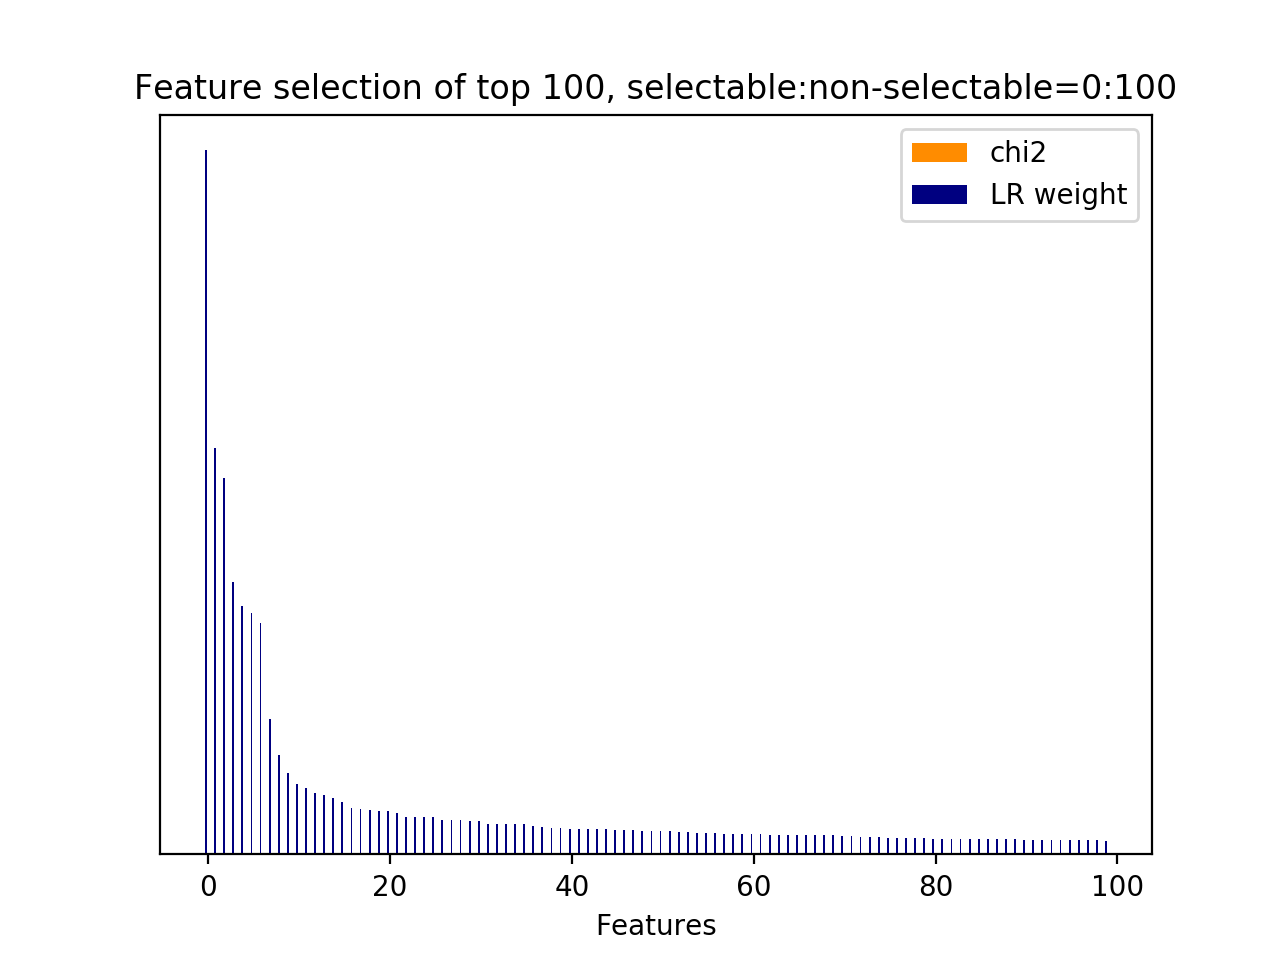 Feature selection of top 100, selectable:non-selectable=0:100
chi2
LR weight
0 20 40 60 80 100
Features